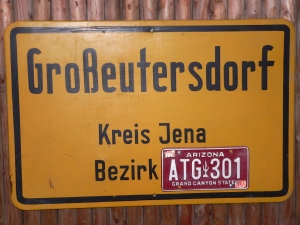 Großeutersdorf
Kreis Jena
Bezirk
ARIZONA
ATG 301
GRAND CANYON STATE